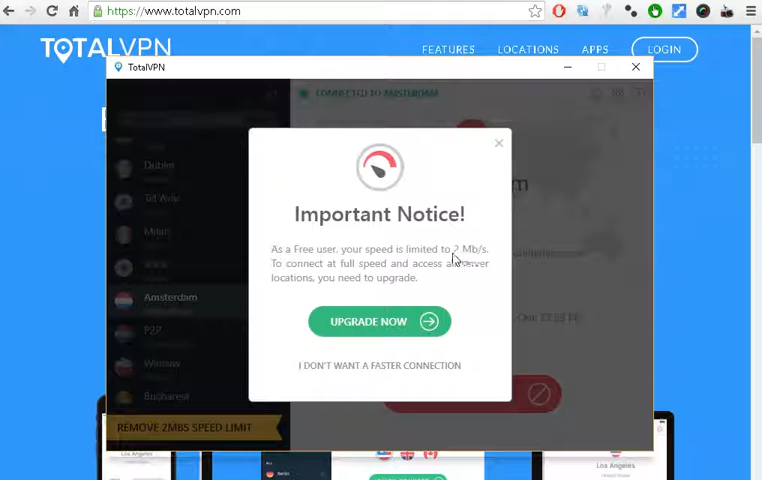 https://www.totalvpn.com
TOTALVPN
FEATURES LOCATIONS APPS LOGIN
TotalVPN
CONNECTED TO AMSTERDAM
Dublin
Tel Aviv
Milan
Amsterdam
P2P
Warsaw
Bucharest
REMOVE 2MBS SPEED LIMIT
Important Notice!
As a Free user, your speed is limited to 2 Mb/s.
To connect at full speed and access all server
locations, you need to upgrade.
UPGRADE NOW
I DON'T WANT A FASTER CONNECTION
Los Angeles
Berlin
Los Angeles